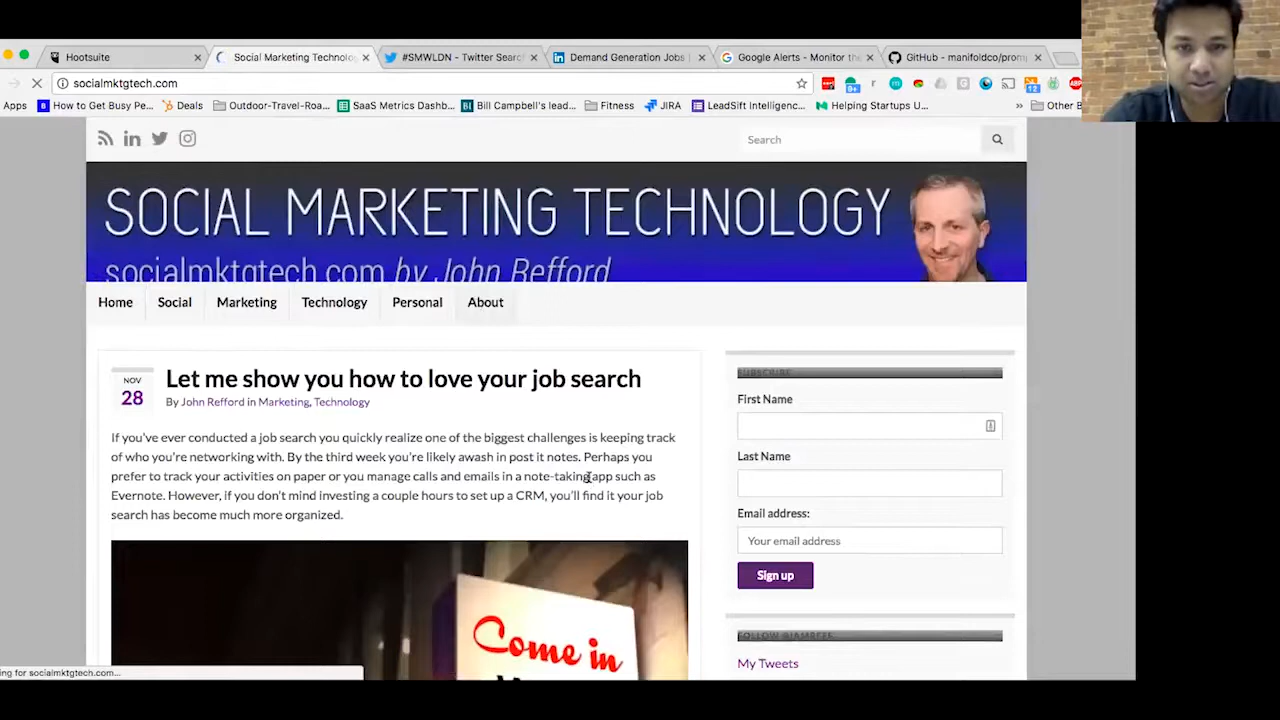 Hootsuite
Social Marketing Technolo
#SMWLDN - Twitter Searc
Demand Generation Jobs
Google Alerts - Monitor the
GitHub - manifoldco/prom
socialmktgtech.com
Apps
How to Get Busy Pe...
Deals
Outdoor-Travel-Roa...
SaaS Metrics Dashb...
Bill Campbell's lead...
Fitness
JIRA
LeadSift Intelligenc...
Helping Startups U...
»
Other B
Search
SOCIAL MARKETING TECHNOLOGY
socialmktgtech.com by John Refford
Home
Social
Marketing
Technology
Personal
About
NOV
28
Let me show you how to love your job search
By John Refford in Marketing, Technology
If you've ever conducted a job search you quickly realize one of the biggest challenges is keeping track
of who you're networking with. By the third week you're likely awash in post it notes. Perhaps you
prefer to track your activities on paper or you manage calls and emails in a note-taking app such as
Evernote. However, if you don't mind investing a couple hours to set up a CRM, you'll find it your job
search has become much more organized.
Come in
SUBSCRIBE
First Name
Last Name
Email address:
Your email address
Sign up
FOLLOW @IAMREFF
My Tweets
ing for socialmktgtech.com...